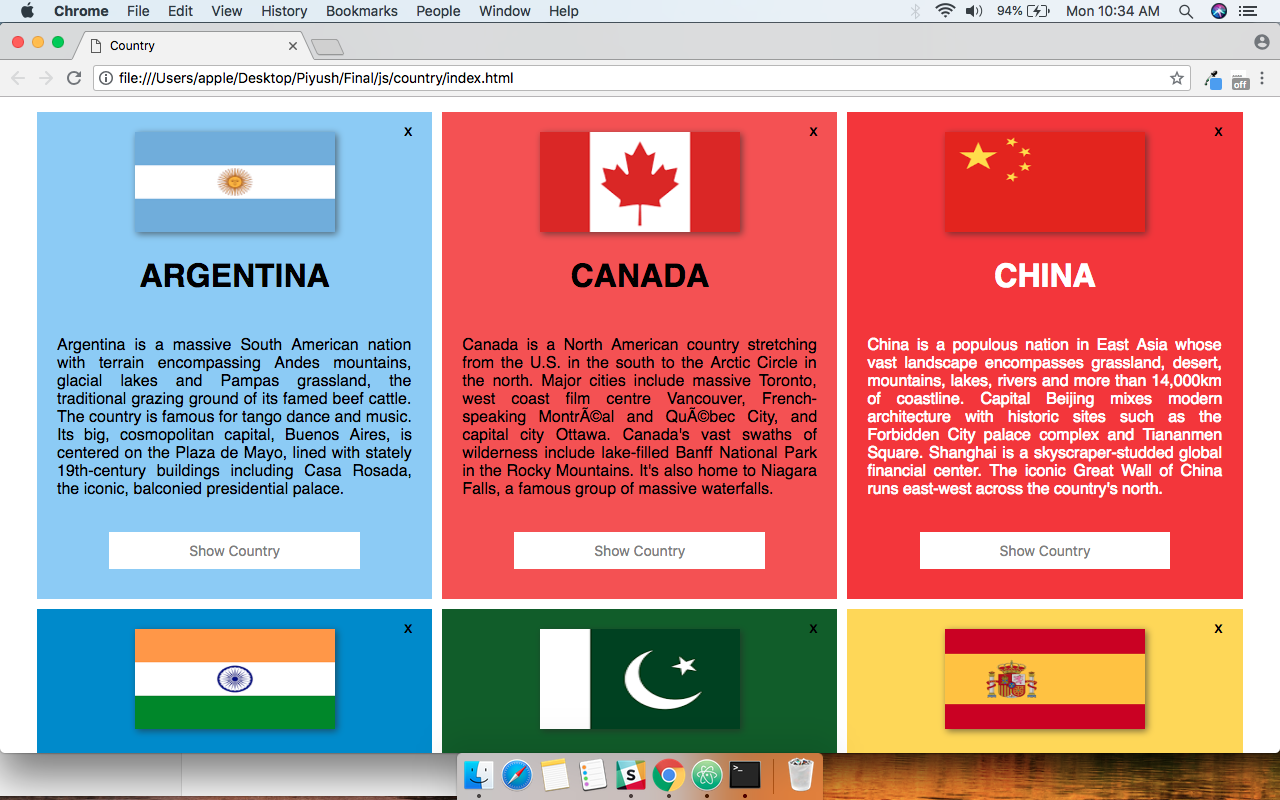 Chrome File Edit View History Bookmarks People Window Help 94% Mon 10:34 AM
Country
file:///Users/apple/Desktop/Piyush/Final/js/country/index.html
off
x
x
x
ARGENTINA
Argentina is a massive South American nation
with terrain encompassing Andes mountains,
glacial lakes and Pampas grassland, the
traditional grazing ground of its famed beef cattle.
The country is famous for tango dance and music.
Its big, cosmopolitan capital, Buenos Aires, is
centered on the Plaza de Mayo, lined with stately
19th-century buildings including Casa Rosada,
the iconic, balconied presidential palace.
Show Country
CANADA
Canada is a North American country stretching
from the U.S. in the south to the Arctic Circle in
the north. Major cities include massive Toronto,
west coast film centre Vancouver, French-
speaking MontrÃ©al and QuÃ©bec City, and
capital city Ottawa. Canada's vast swaths of
wilderness include lake-filled Banff National Park
in the Rocky Mountains. It's also home to Niagara
Falls, a famous group of massive waterfalls.
Show Country
CHINA
China is a populous nation in East Asia whose
vast landscape encompasses grassland, desert,
mountains, lakes, rivers and more than 14,000km
of coastline. Capital Beijing mixes modern
architecture with historic sites such as the
Forbidden City palace complex and Tiananmen
Square. Shanghai is a skyscraper-studded global
financial center. The iconic Great Wall of China
runs east-west across the country's north.
Show Country
x
x
x
S
>_